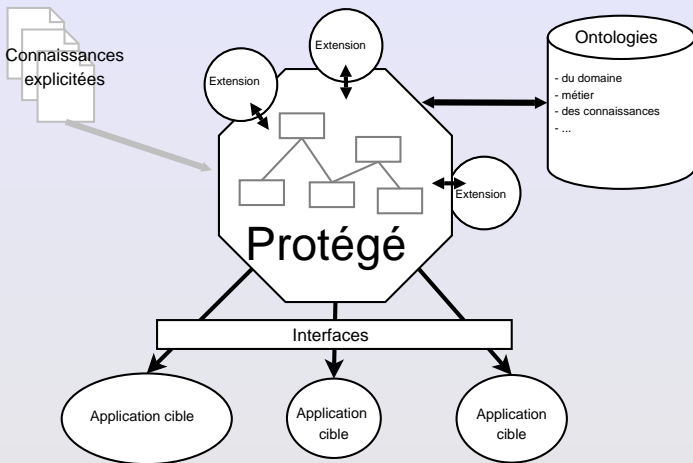 Connaissances
explicitées
Extension
Extension
Ontologies
- du domaine
- métier
- des connaissances
- ...
Extension
Protégé
Interfaces
Application cible
Application
cible
Application
cible